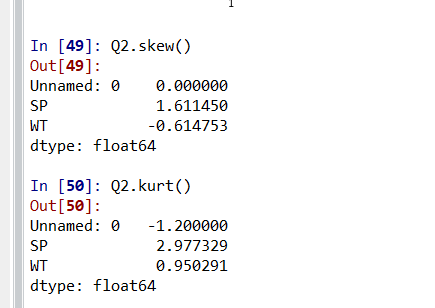 1
In [49]: Q2.skew()
Out[49]:
Unnamed: 0    0.000000
SP            1.611450
WT           -0.614753
dtype: float64
In [50]: Q2.kurt()
Out[50]:
Unnamed: 0   -1.200000
SP            2.977329
WT            0.950291
dtype: float64